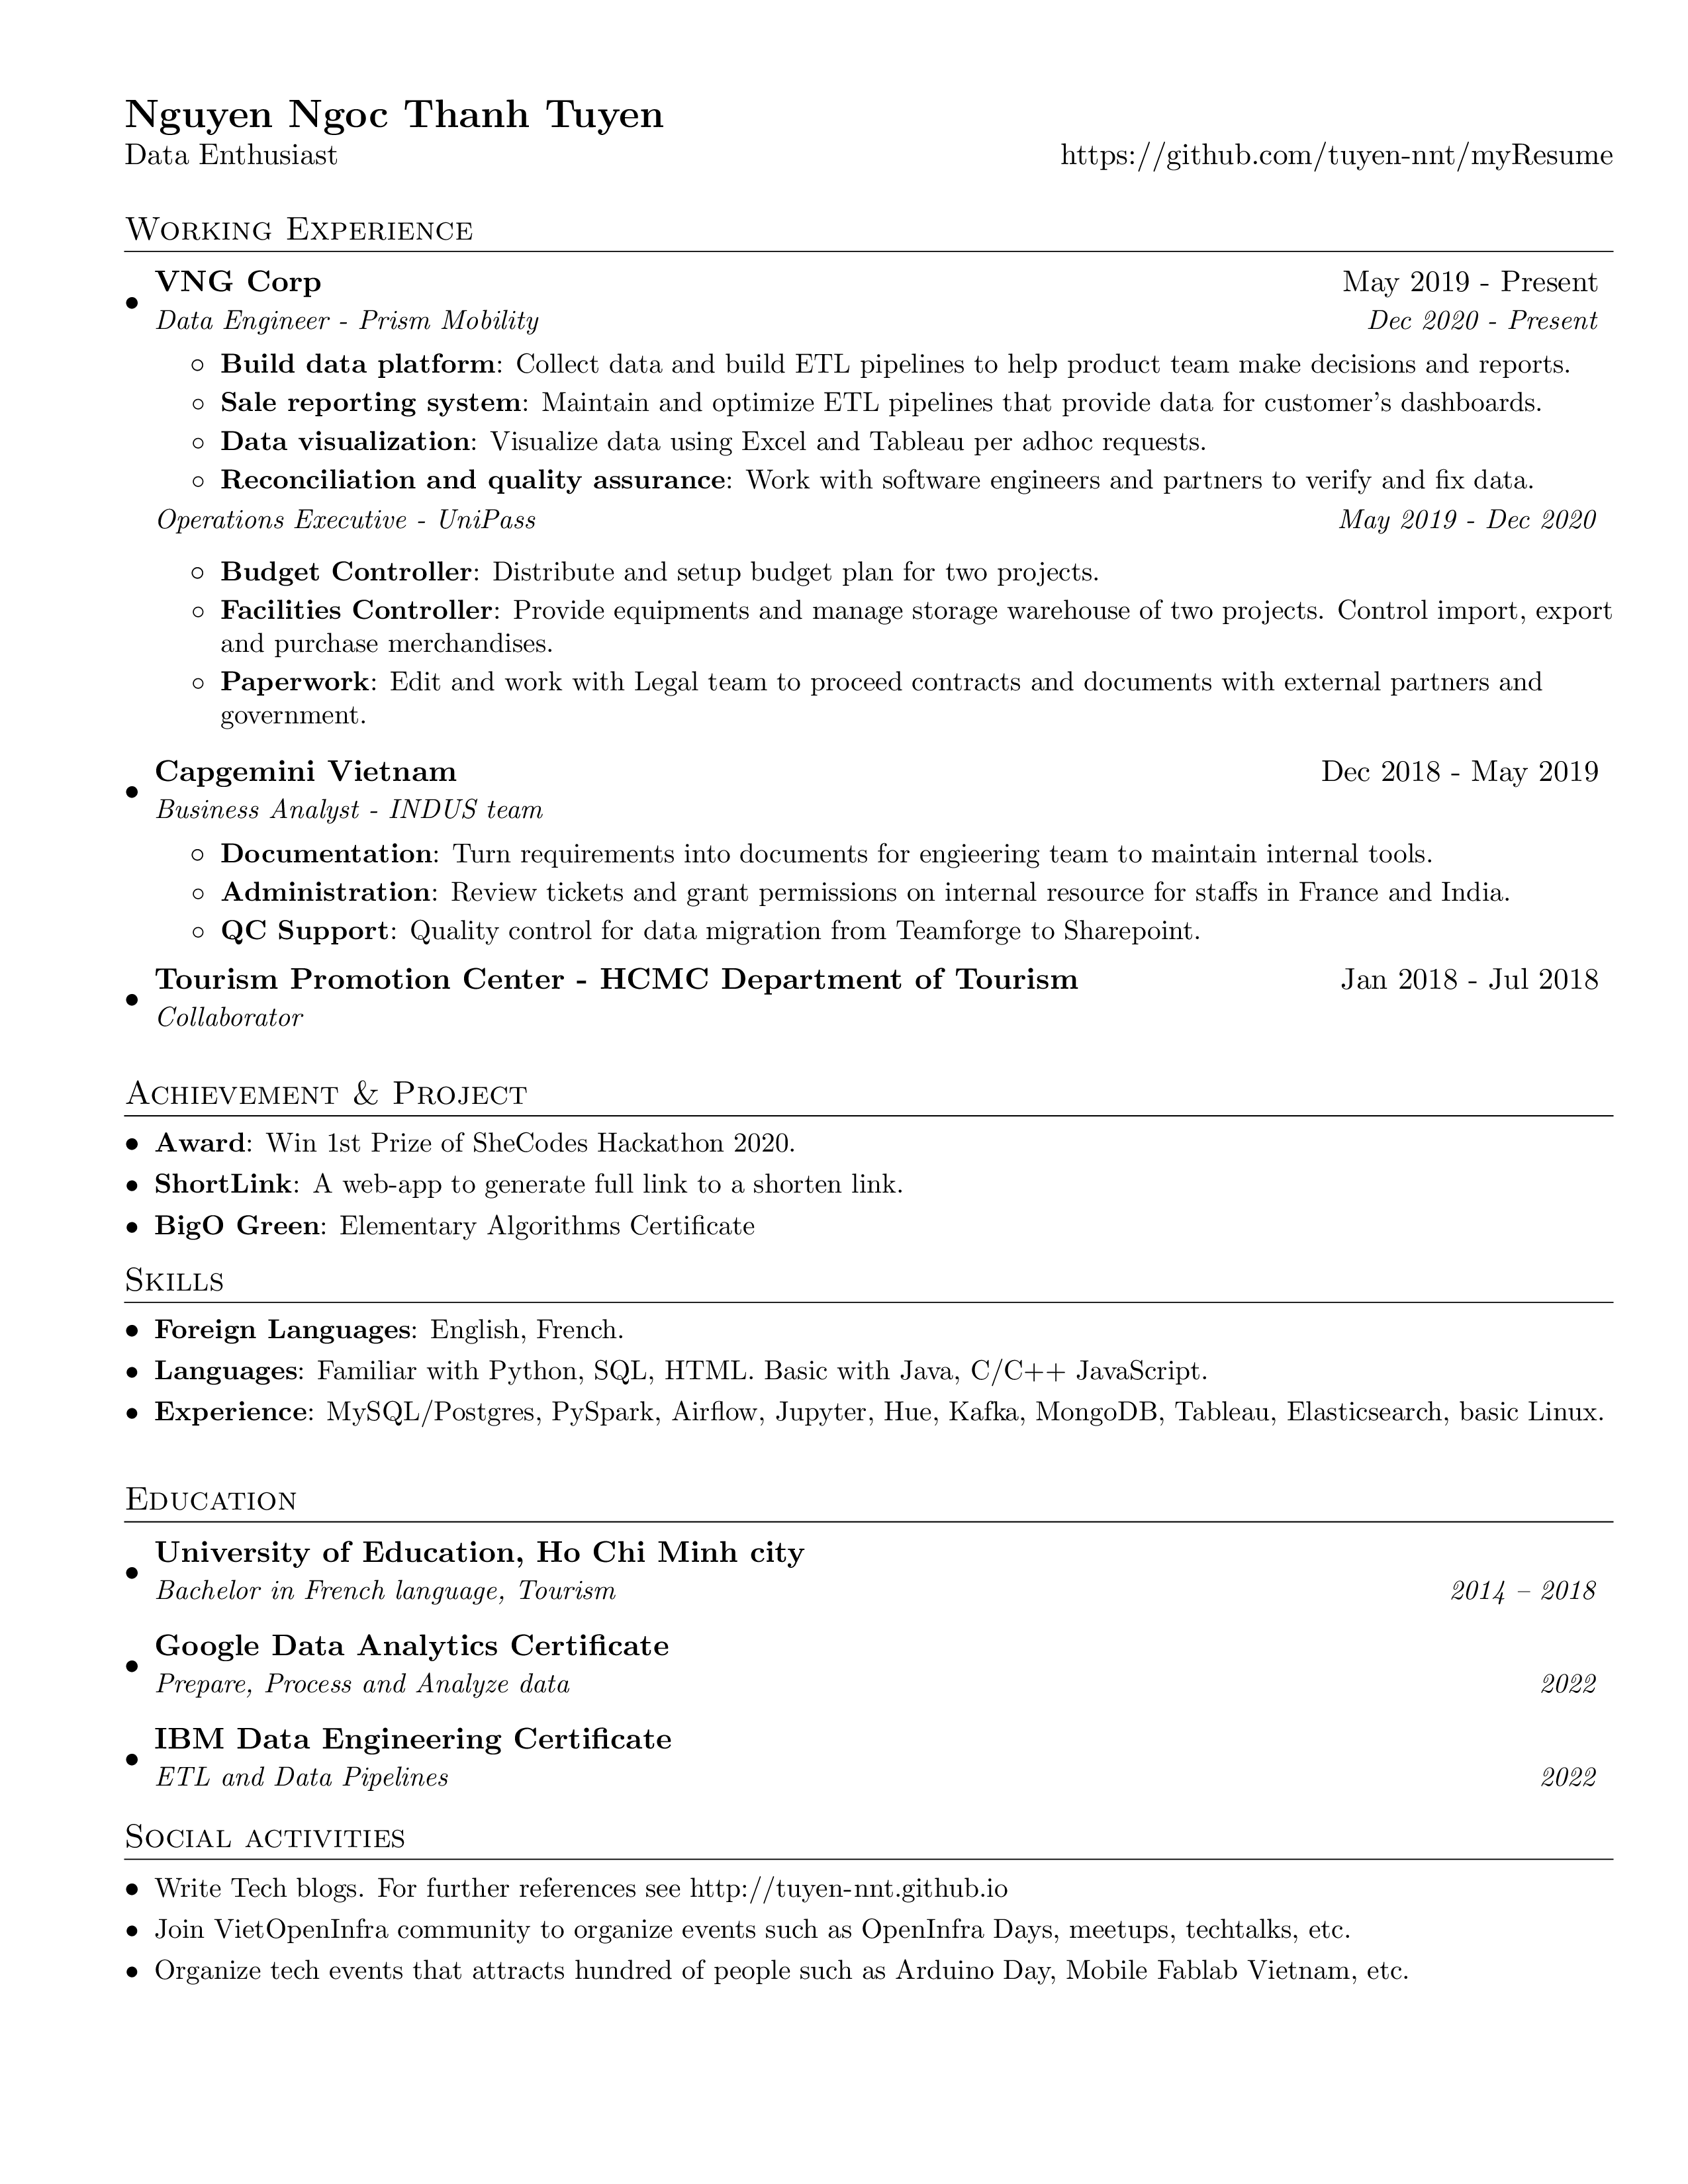 Nguyen Ngoc Thanh Tuyen
Data Enthusiast https://github.com/tuyen-nnt/myResume
Working Experience
• VNG Corp May 2019 - Present
Data Engineer - Prism Mobility Dec 2020 - Present
◦ Build data platform: Collect data and build ETL pipelines to help product team make decisions and reports.
◦ Sale reporting system: Maintain and optimize ETL pipelines that provide data for customer's dashboards.
◦ Data visualization: Visualize data using Excel and Tableau per adhoc requests.
◦ Reconciliation and quality assurance: Work with software engineers and partners to verify and fix data.
Operations Executive - UniPass May 2019 - Dec 2020
◦ Budget Controller: Distribute and setup budget plan for two projects.
◦ Facilities Controller: Provide equipments and manage storage warehouse of two projects. Control import, export
and purchase merchandises.
◦ Paperwork: Edit and work with Legal team to proceed contracts and documents with external partners and
government.
• Capgemini Vietnam Dec 2018 - May 2019
Business Analyst - INDUS team
◦ Documentation: Turn requirements into documents for engieering team to maintain internal tools.
◦ Administration: Review tickets and grant permissions on internal resource for staffs in France and India.
◦ QC Support: Quality control for data migration from Teamforge to Sharepoint.
• Tourism Promotion Center - HCMC Department of Tourism Jan 2018 - Jul 2018
Collaborator
Achievement & Project
• Award: Win 1st Prize of SheCodes Hackathon 2020.
• ShortLink: A web-app to generate full link to a shorten link.
• BigO Green: Elementary Algorithms Certificate
Skills
• Foreign Languages: English, French.
• Languages: Familiar with Python, SQL, HTML. Basic with Java, C/C++ JavaScript.
• Experience: MySQL/Postgres, PySpark, Airflow, Jupyter, Hue, Kafka, MongoDB, Tableau, Elasticsearch, basic Linux.
Education
• University of Education, Ho Chi Minh city
Bachelor in French language, Tourism 2014 – 2018
• Google Data Analytics Certificate
Prepare, Process and Analyze data 2022
• IBM Data Engineering Certificate
ETL and Data Pipelines 2022
Social activities
• Write Tech blogs. For further references see http://tuyen-nnt.github.io
• Join VietOpenInfra community to organize events such as OpenInfra Days, meetups, techtalks, etc.
• Organize tech events that attracts hundred of people such as Arduino Day, Mobile Fablab Vietnam, etc.